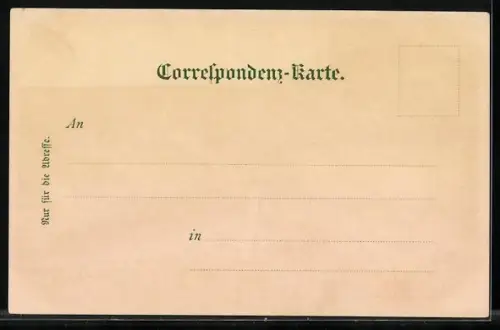 Correſpondenz-Karte.
An
in
Nur für die Adreſſe.